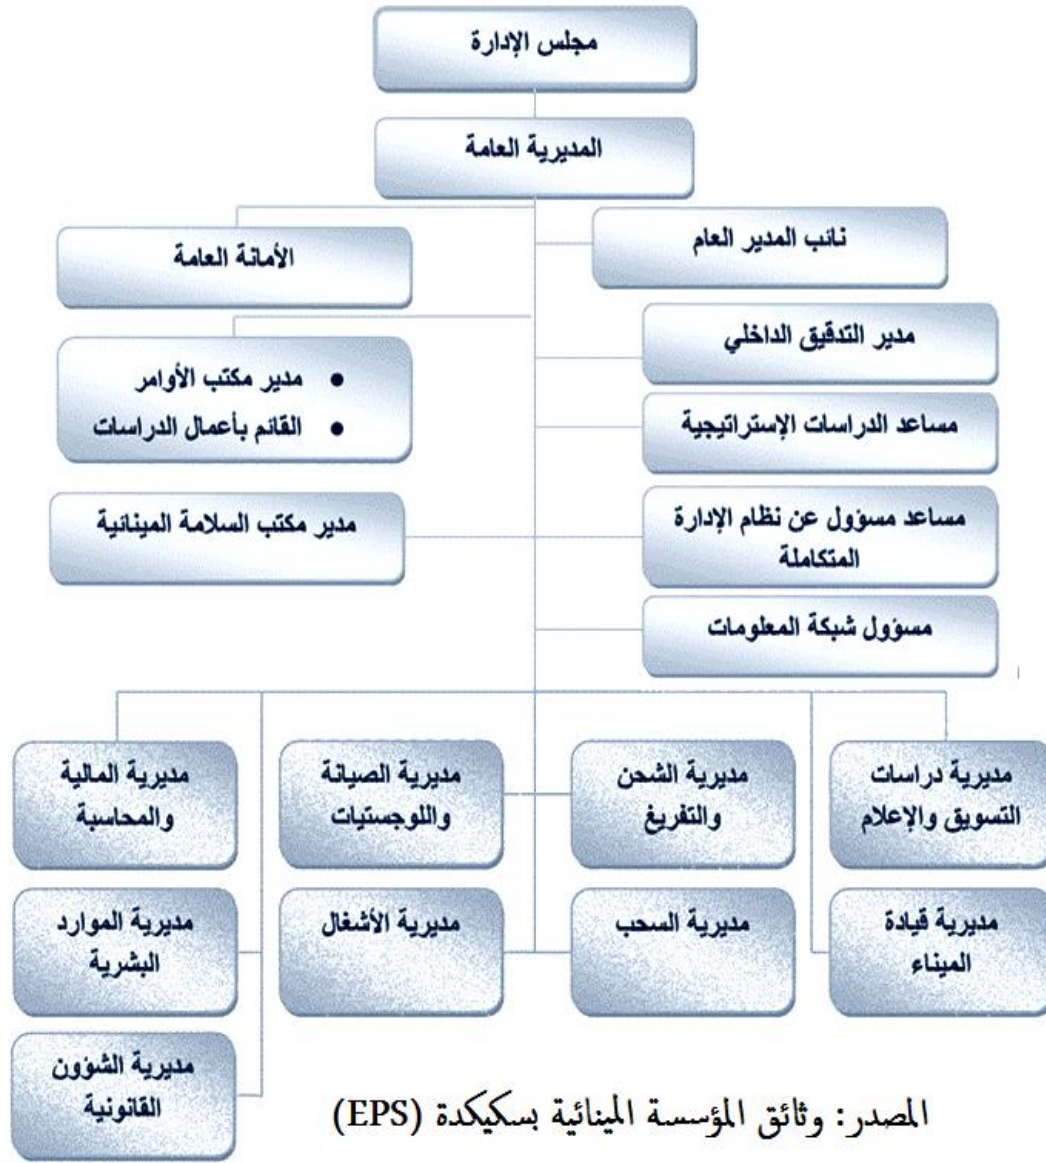 مجلس الإدارة
المديرية العامة
نائب المدير العام
الأمانة العامة
مدير التدقيق الداخلي
• مدير مكتب الأوامر
• القائم بأعمال الدراسات
مساعد الدراسات الإستراتيجية
مساعد مسؤول عن نظام الإدارة
المتكاملة
مدير مكتب السلامة المينائية
مسؤول شبكة المعلومات
مديرية دراسات
التسويق والإعلام
مديرية الشحن
والتفريغ
مديرية الصيانة
واللوجستيات
مديرية المالية
والمحاسبة
مديرية قيادة
الميناء
مديرية السحب
مديرية الأشغال
مديرية الموارد
البشرية
مديرية الشؤون
القانونية
المصدر: وثائق المؤسسة المينائية بسكيكدة (EPS)